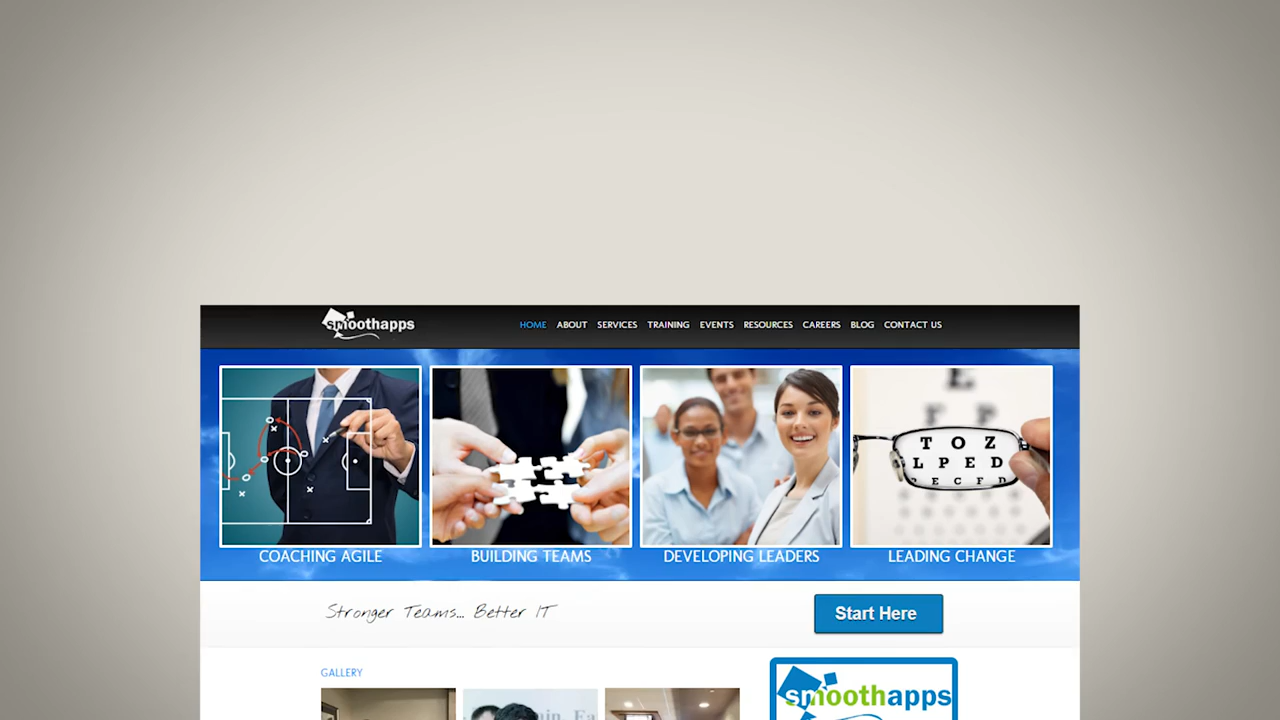 smoothapps
HOME ABOUT SERVICES TRAINING EVENTS RESOURCES CAREERS BLOG CONTACT US
T O Z
L P E D
COACHING AGILE
BUILDING TEAMS
DEVELOPING LEADERS
LEADING CHANGE
Stronger Teams... Better IT
Start Here
GALLERY
smoothapps